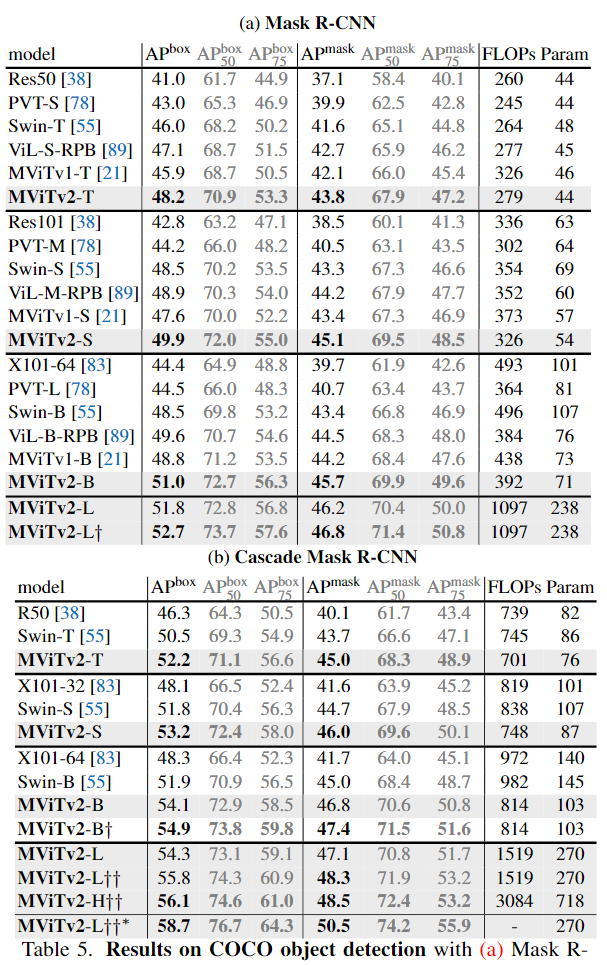 (a) Mask R-CNN
model AP^box AP^box_50 AP^box_75 AP^mask AP^mask_50 AP^mask_75 FLOPs Param
Res50 [38] 41.0 61.7 44.9 37.1 58.4 40.1 260 44
PVT-S [78] 43.0 65.3 46.9 39.9 62.5 42.8 245 44
Swin-T [55] 46.0 68.2 50.2 41.6 65.1 44.8 264 48
ViL-S-RPB [89] 47.1 68.7 51.5 42.7 65.9 46.2 277 45
MViTv1-T [21] 45.9 68.7 50.5 42.1 66.0 45.4 326 46
MViTv2-T 48.2 70.9 53.3 43.8 67.9 47.2 279 44
Res101 [38] 42.8 63.2 47.1 38.5 60.1 41.3 336 63
PVT-M [78] 44.2 66.0 48.2 40.5 63.1 43.5 302 64
Swin-S [55] 48.5 70.2 53.5 43.3 67.3 46.6 354 69
ViL-M-RPB [89] 48.9 70.3 54.0 44.2 67.9 47.7 352 60
MViTv1-S [21] 47.6 70.0 52.2 43.4 67.3 46.9 373 57
MViTv2-S 49.9 72.0 55.0 45.1 69.5 48.5 326 54
X101-64 [83] 44.4 64.9 48.8 39.7 61.9 42.6 493 101
PVT-L [78] 44.5 66.0 48.3 40.7 63.4 43.7 364 81
Swin-B [55] 48.5 69.8 53.2 43.4 66.8 46.9 496 107
ViL-B-RPB [89] 49.6 70.7 54.6 44.5 68.3 48.0 384 76
MViTv1-B [21] 48.8 71.2 53.5 44.2 68.4 47.6 438 73
MViTv2-B 51.0 72.7 56.3 45.7 69.9 49.6 392 71
MViTv2-L 51.8 72.8 56.8 46.2 70.4 50.0 1097 238
MViTv2-L† 52.7 73.7 57.6 46.8 71.4 50.8 1097 238
(b) Cascade Mask R-CNN
model AP^box AP^box_50 AP^box_75 AP^mask AP^mask_50 AP^mask_75 FLOPs Param
R50 [38] 46.3 64.3 50.5 40.1 61.7 43.4 739 82
Swin-T [55] 50.5 69.3 54.9 43.7 66.6 47.1 745 86
MViTv2-T 52.2 71.1 56.6 45.0 68.3 48.9 701 76
X101-32 [83] 48.1 66.5 52.4 41.6 63.9 45.2 819 101
Swin-S [55] 51.8 70.4 56.3 44.7 67.9 48.5 838 107
MViTv2-S 53.2 72.4 58.0 46.0 69.6 50.1 748 87
X101-64 [83] 48.3 66.4 52.3 41.7 64.0 45.1 972 140
Swin-B [55] 51.9 70.9 56.5 45.0 68.4 48.7 982 145
MViTv2-B 54.1 72.9 58.5 46.8 70.6 50.8 814 103
MViTv2-B† 54.9 73.8 59.8 47.4 71.5 51.6 814 103
MViTv2-L 54.3 73.1 59.1 47.1 70.8 51.7 1519 270
MViTv2-L†† 55.8 74.3 60.9 48.3 71.9 53.2 1519 270
MViTv2-H†† 56.1 74.6 61.0 48.5 72.4 53.2 3084 718
MViTv2-L††* 58.7 76.7 64.3 50.5 74.2 55.9 - 270
Table 5. Results on COCO object detection with (a) Mask R-